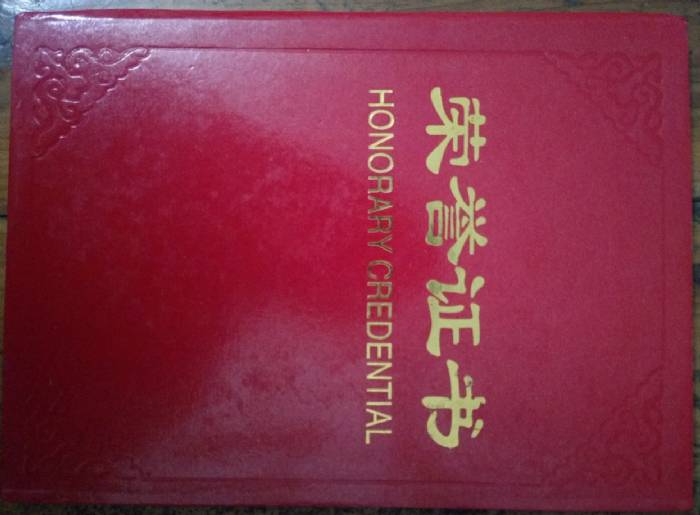 荣誉证书
HONORARY CREDENTIAL